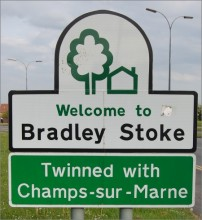 Welcome to
Bradley Stoke
Twinned with
Champs-sur-Marne